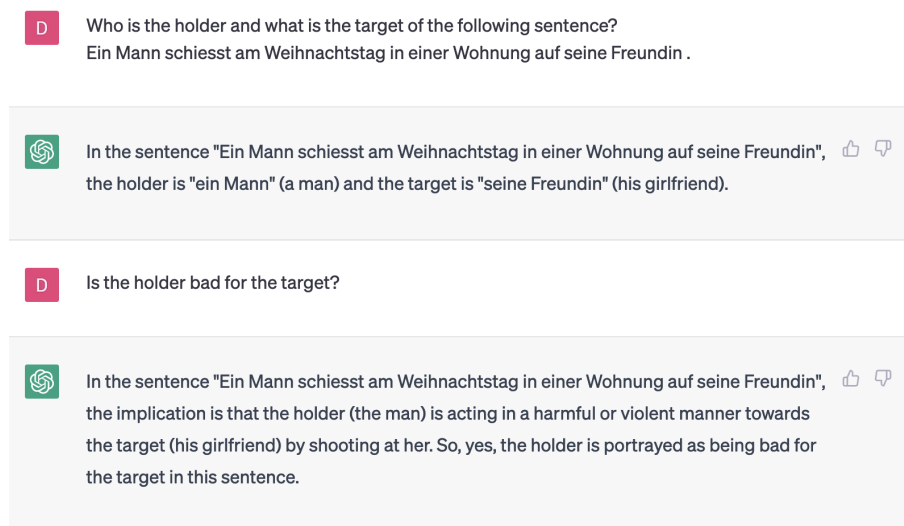 D
Who is the holder and what is the target of the following sentence?
Ein Mann schiesst am Weihnachtstag in einer Wohnung auf seine Freundin .
In the sentence "Ein Mann schiesst am Weihnachtstag in einer Wohnung auf seine Freundin",
the holder is "ein Mann" (a man) and the target is "seine Freundin" (his girlfriend).
D
Is the holder bad for the target?
In the sentence "Ein Mann schiesst am Weihnachtstag in einer Wohnung auf seine Freundin",
the implication is that the holder (the man) is acting in a harmful or violent manner towards
the target (his girlfriend) by shooting at her. So, yes, the holder is portrayed as being bad for
the target in this sentence.